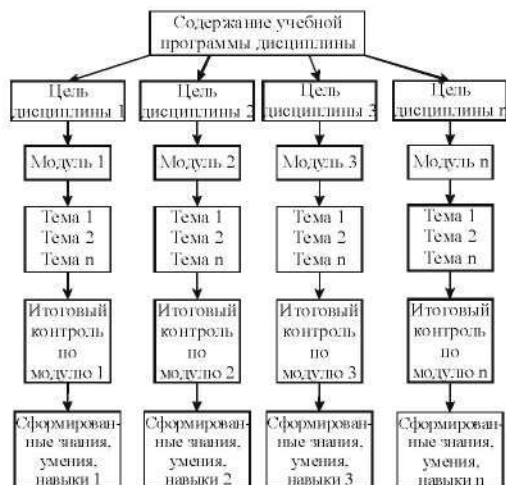 Содержание учебной
программы дисциплины
Цель
дисциплины 1
Цель
дисциплины 2
Цель
дисциплины 3
Цель
дисциплины n
Модуль 1
Модуль 2
Модуль 3
Модуль n
Тема 1
Тема 2
Тема n
Тема 1
Тема 2
Тема n
Тема 1
Тема 2
Тема n
Тема 1
Тема 2
Тема n
Итоговый
контроль
по
модулю 1
Итоговый
контроль
по
модулю 2
Итоговый
контроль
по
модулю 3
Итоговый
контроль
по
модулю n
Сформирован-
ные знания,
умения,
навыки 1
Сформирован-
ные знания,
умения,
навыки 2
Сформирован-
ные знания,
умения,
навыки 3
Сформирован-
ные знания,
умения,
навыки n